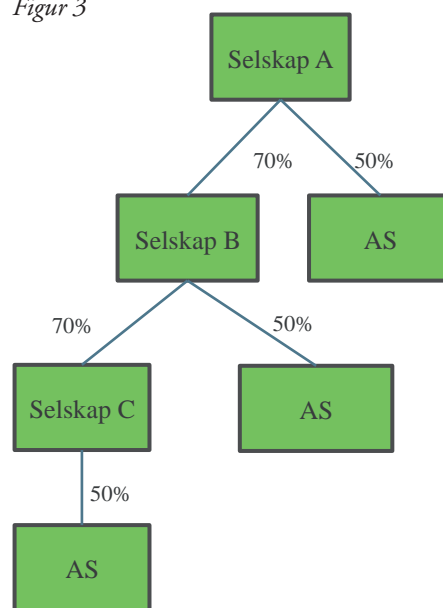 Figur 3
Selskap A
70%
50%
Selskap B
AS
70%
50%
Selskap C
AS
50%
AS